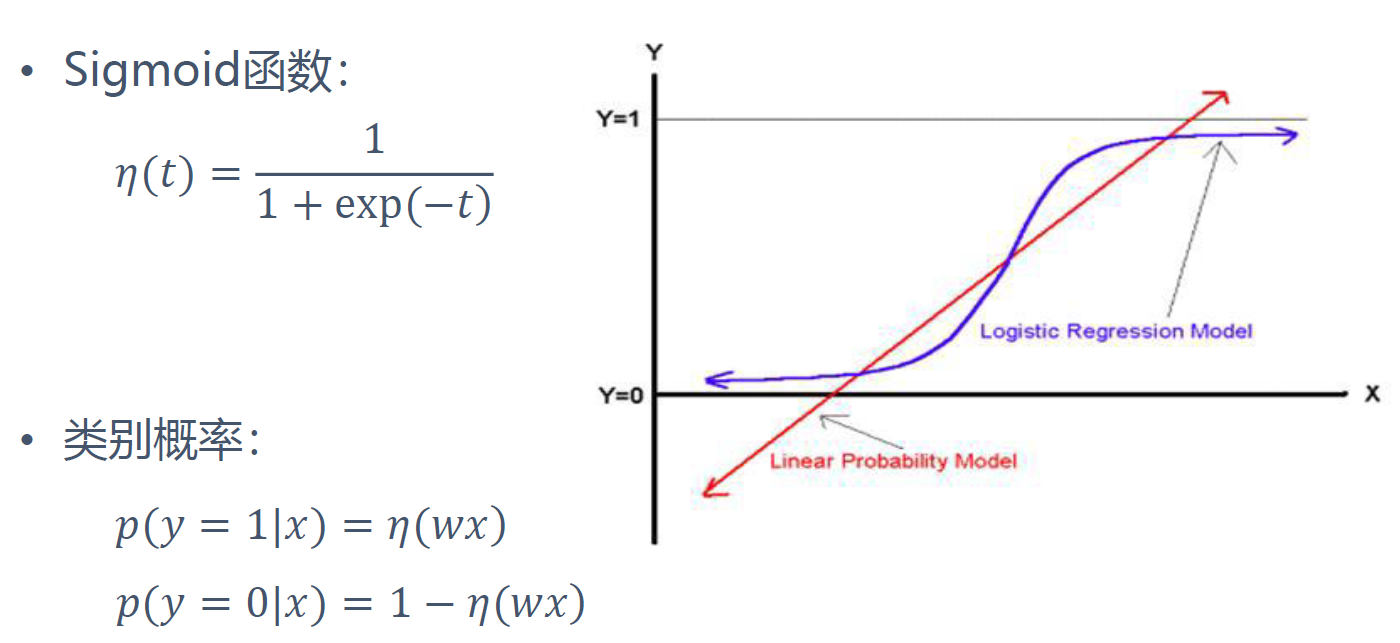 • Sigmoid函数：
η(t) = 1 / (1 + exp(−t))
• 类别概率：
p(y = 1|x) = η(wx)
p(y = 0|x) = 1 − η(wx)
Y
Y=1
Logistic Regression Model
Y=0
X
Linear Probability Model